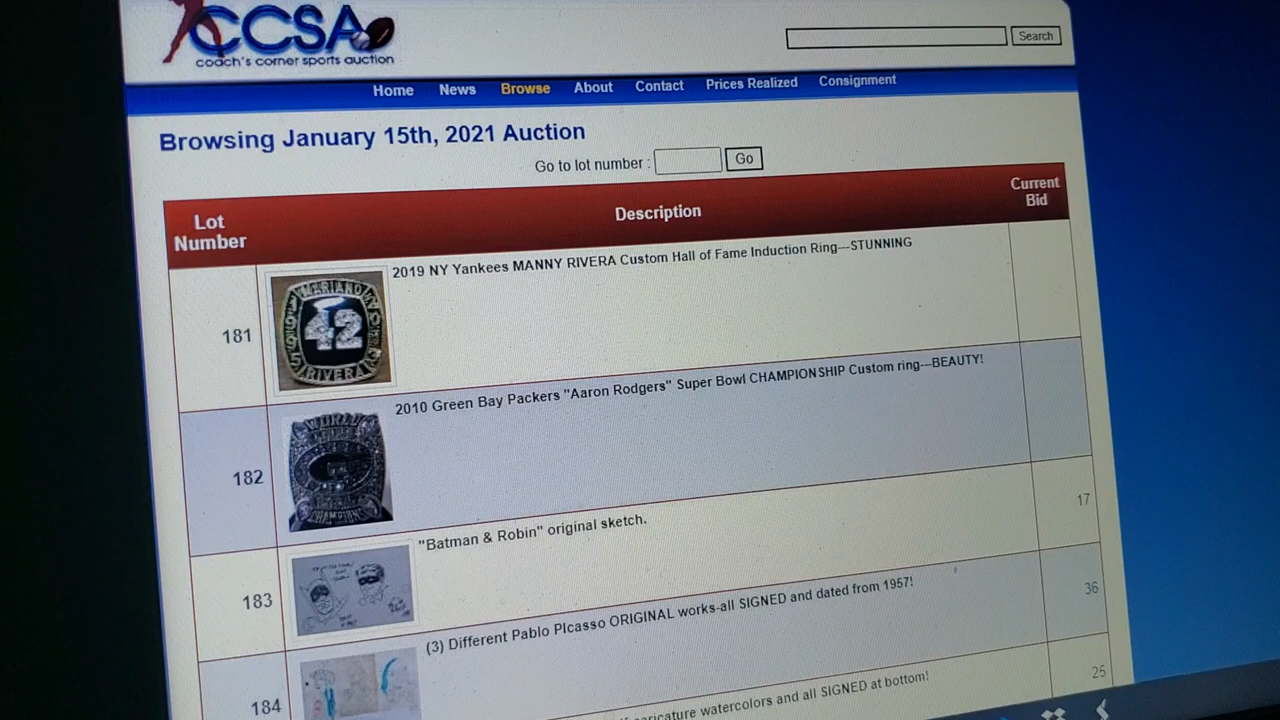 CCSA
coach's corner sports auction
Search
Home News Browse About Contact Prices Realized Consignment
Browsing January 15th, 2021 Auction
Go to lot number : Go
Lot Number Description Current Bid
181 2019 NY Yankees MANNY RIVERA Custom Hall of Fame Induction Ring---STUNNING
MARIANO
42
RIVERA
182 2010 Green Bay Packers "Aaron Rodgers" Super Bowl CHAMPIONSHIP Custom ring---BEAUTY!
WORLD
CHAMPIONS
183 "Batman & Robin" original sketch. 17
184 (3) Different Pablo PIcasso ORIGINAL works-all SIGNED and dated from 1957! 36
caricature watercolors and all SIGNED at bottom! 25